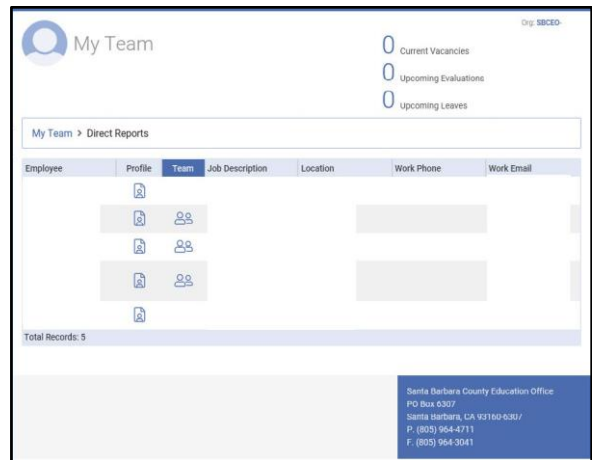 Org: SBCEO-
My Team
0 Current Vacancies
0 Upcoming Evaluations
0 Upcoming Leaves
My Team > Direct Reports
Employee Profile Team Job Description Location Work Phone Work Email
Total Records: 5
Santa Barbara County Education Office
PO Box 6307
Santa Barbara, CA 93160-6307
P. (805) 964-4711
F. (805) 964-3041